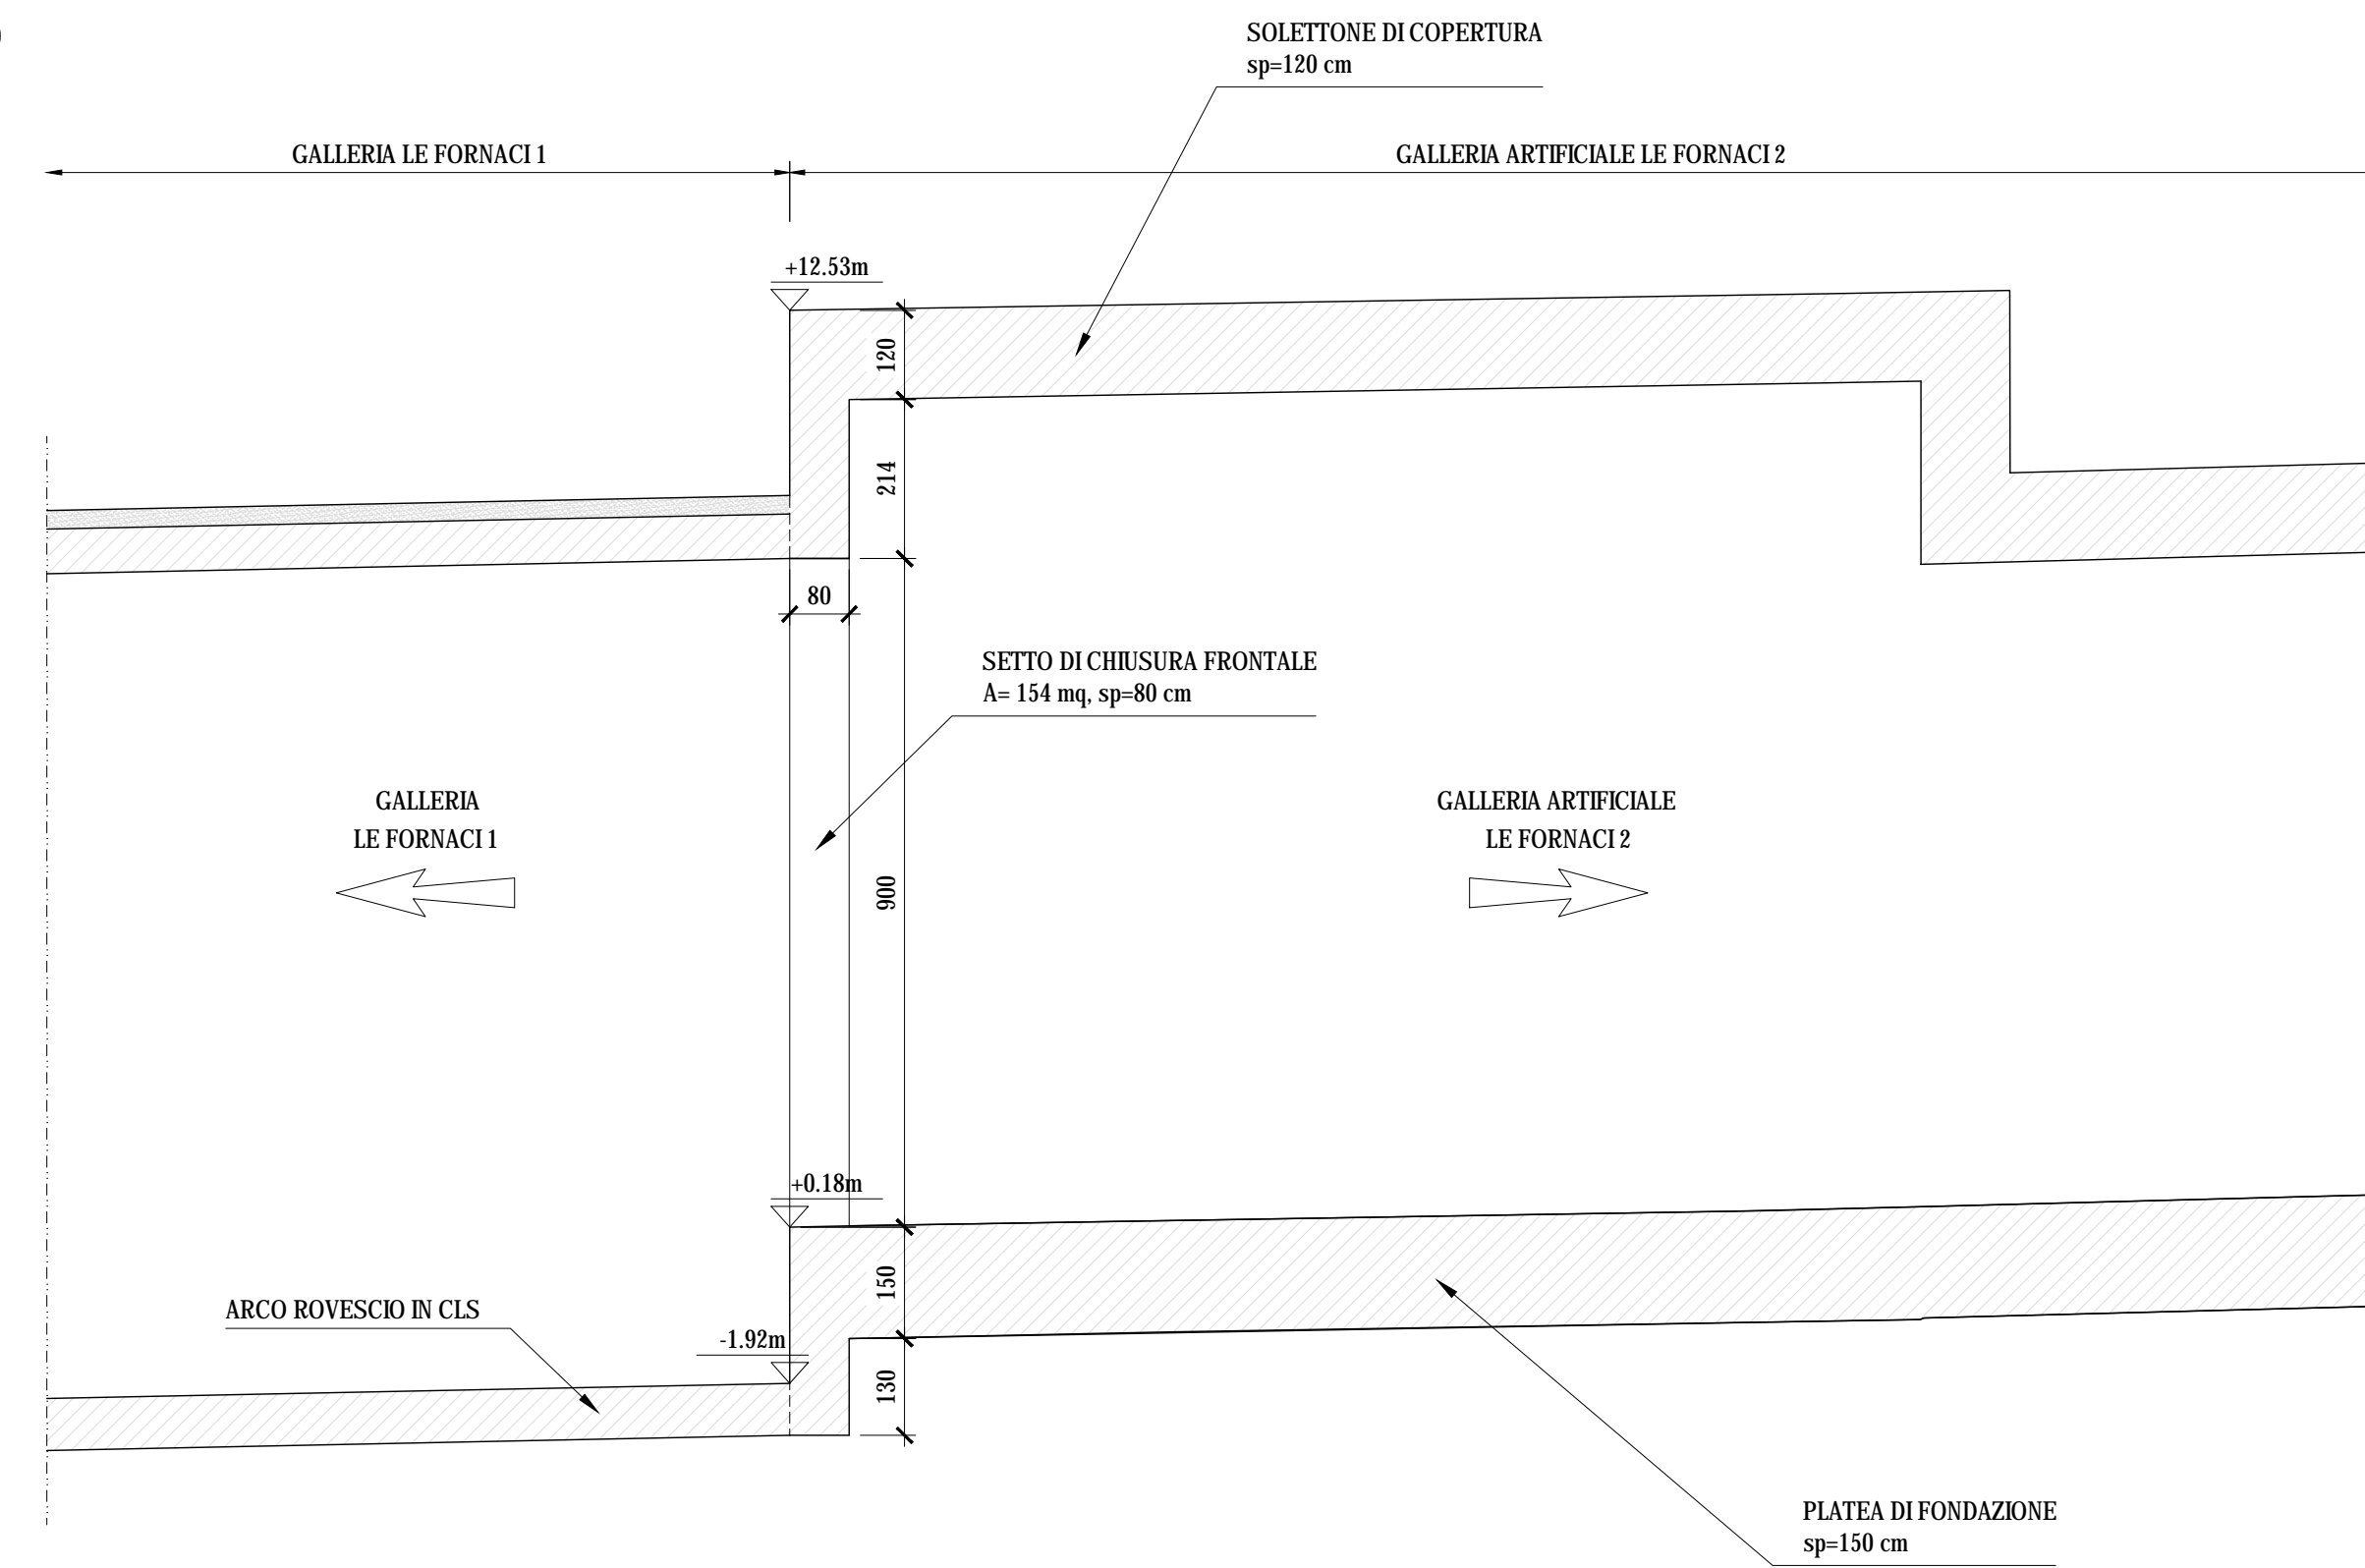 )
SOLETTONE DI COPERTURA
sp=120 cm
GALLERIA LE FORNACI 1
GALLERIA ARTIFICIALE LE FORNACI 2
+12.53m
120
214
80
SETTO DI CHIUSURA FRONTALE
A= 154 mq, sp=80 cm
GALLERIA
LE FORNACI 1
GALLERIA ARTIFICIALE
LE FORNACI 2
900
+0.18m
150
ARCO ROVESCIO IN CLS
-1.92m
130
PLATEA DI FONDAZIONE
sp=150 cm